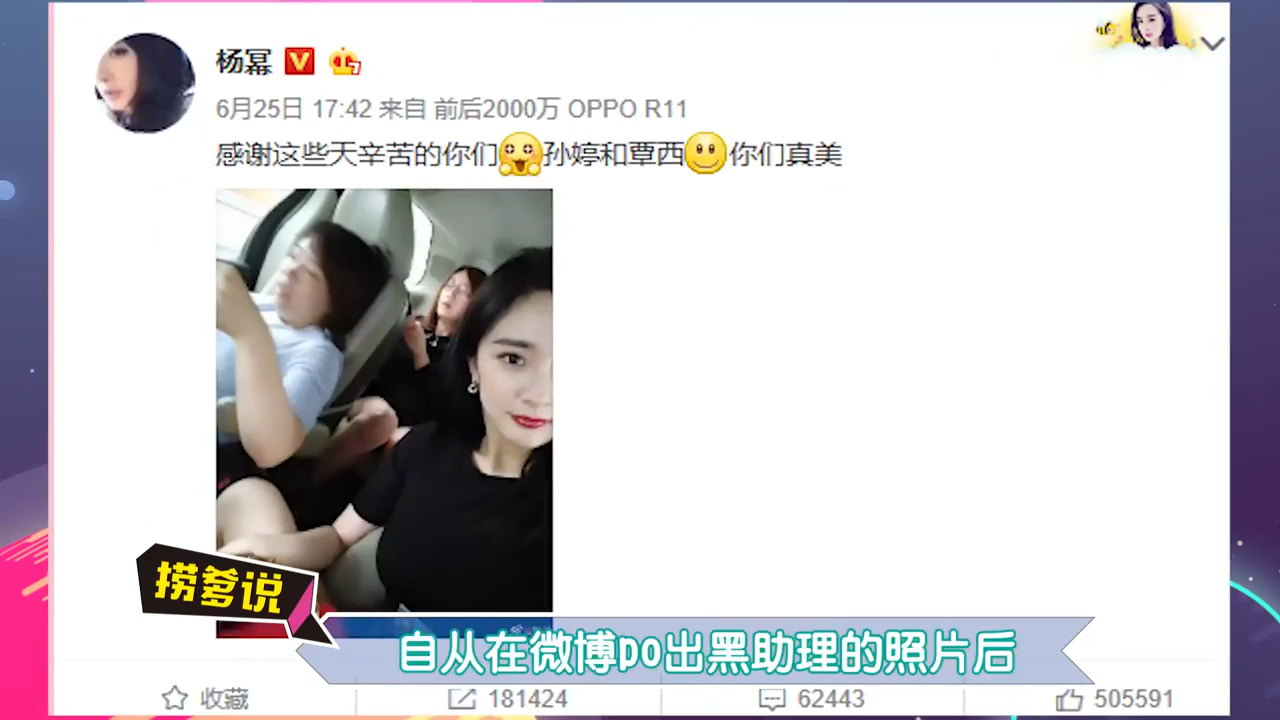 杨幂
6月25日 17:42 来自 前后2000万 OPPO R11
感谢这些天辛苦的你们孙婷和覃西你们真美
捞爹说
自从在微博po出黑助理的照片后
收藏
181424
62443
505591